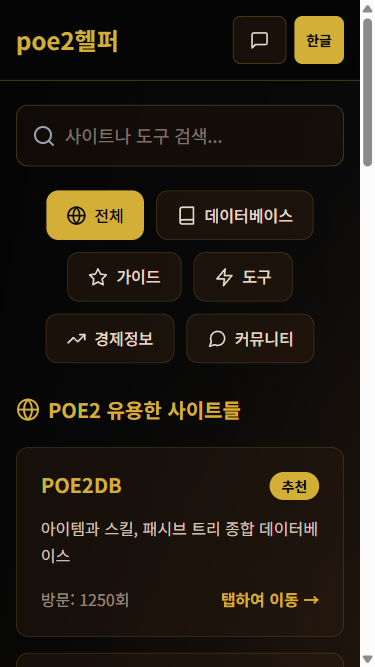 poe2헬퍼
한글
사이트나 도구 검색...
전체
데이터베이스
가이드
도구
경제정보
커뮤니티
POE2 유용한 사이트들
POE2DB
추천
아이템과 스킬, 패시브 트리 종합 데이터베
이스
방문: 1250회
탭하여 이동 →